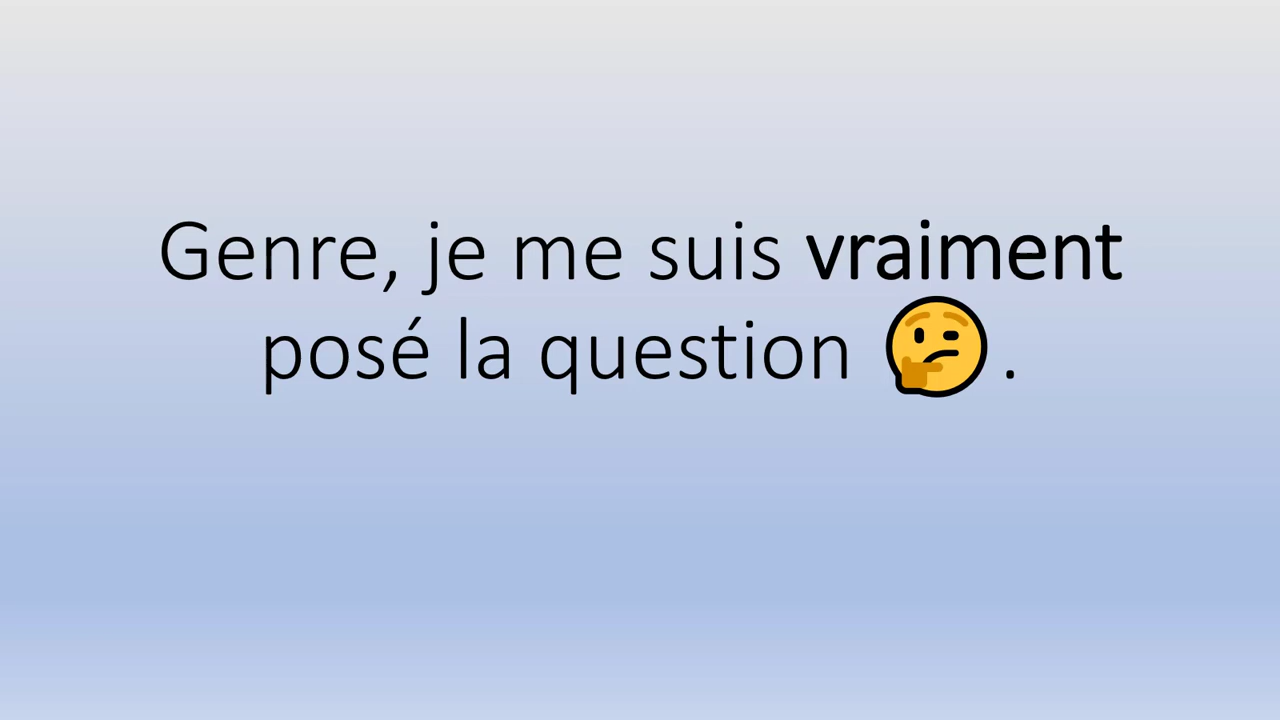 Genre, je me suis vraiment
posé la question 🤔.